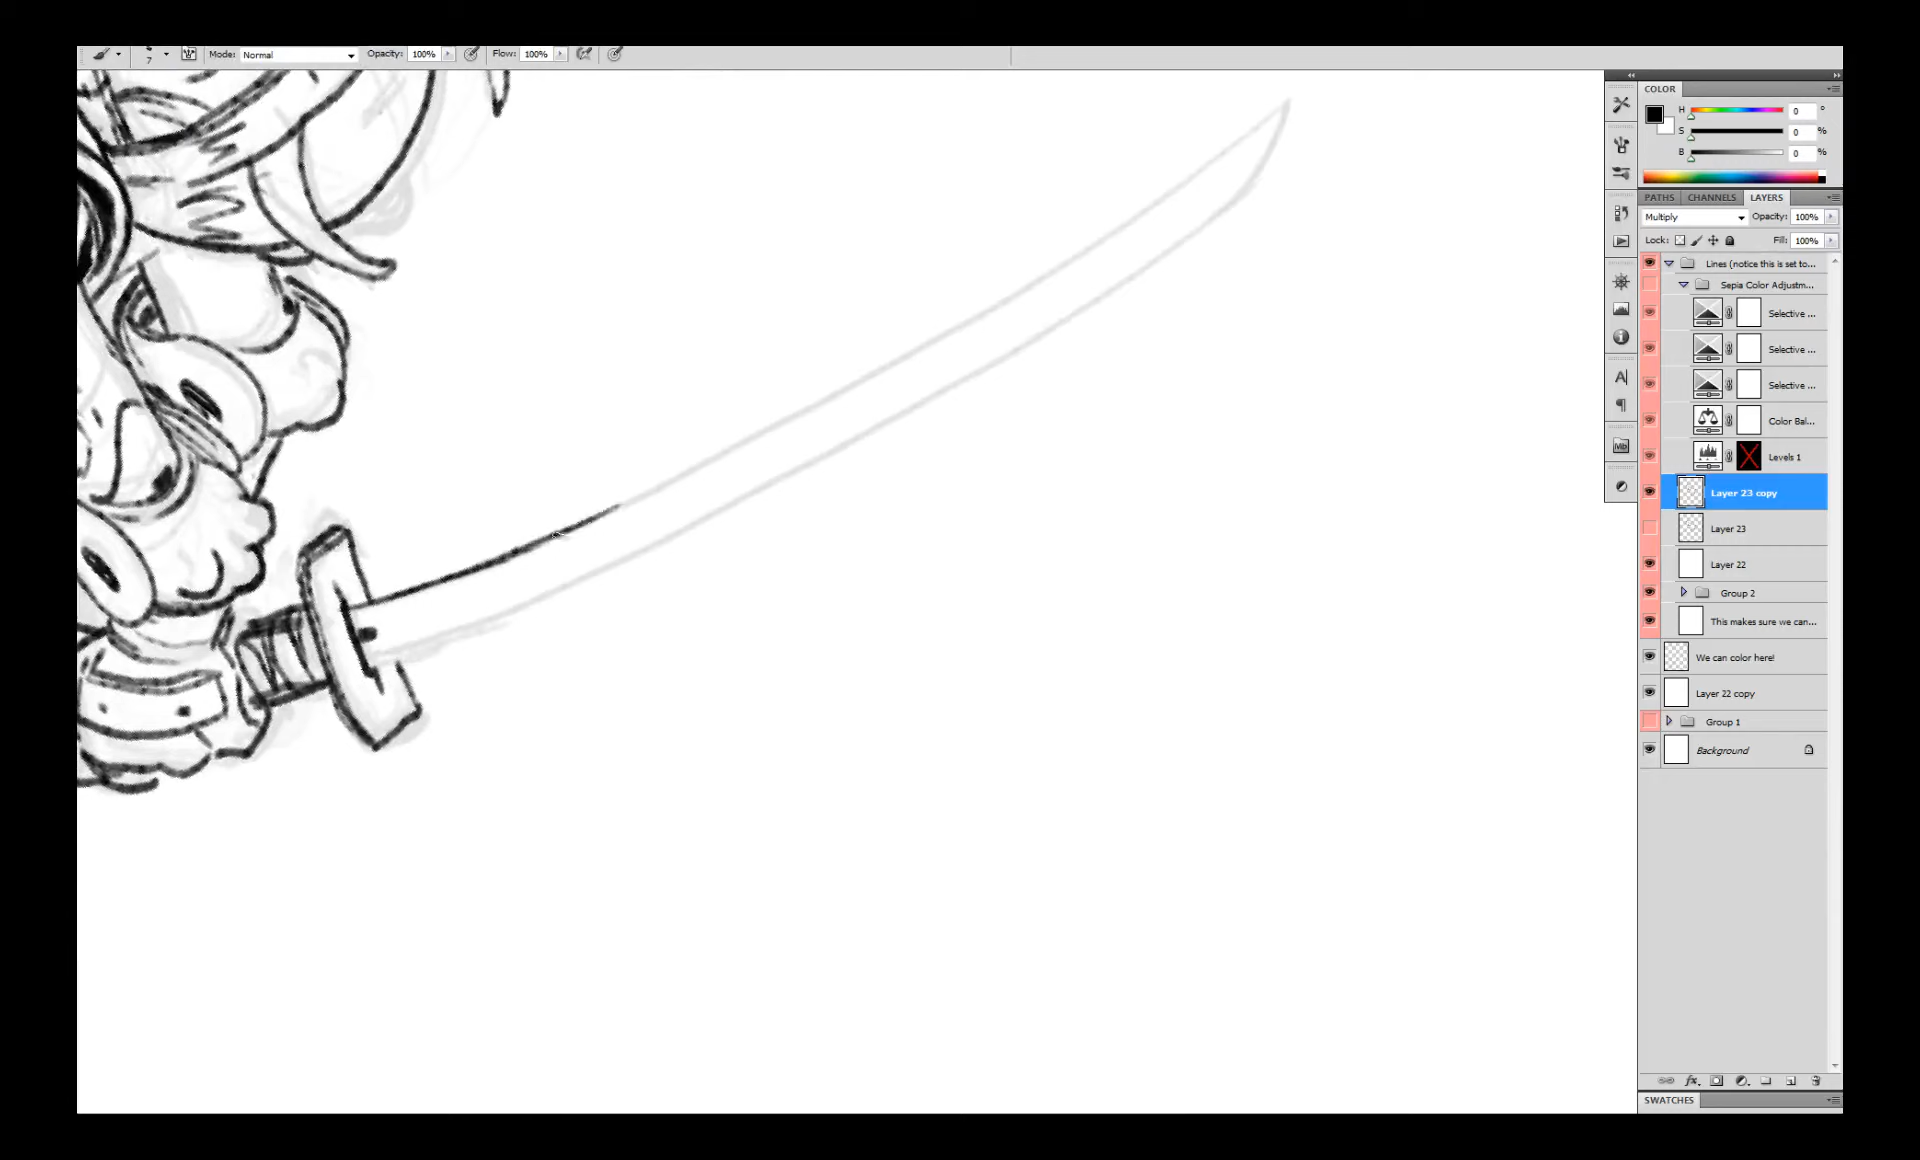 Mode: Normal Opacity: 100% Flow: 100%
7
COLOR
H 0 °
S 0 %
B 0 %
PATHS CHANNELS LAYERS
Multiply Opacity: 100%
Lock: Fill: 100%
Lines (notice this is set to...
Sepia Color Adjustm...
Selective ...
Selective ...
Selective ...
Color Bal...
Levels 1
Layer 23 copy
Layer 23
Layer 22
Group 2
This makes sure we can...
We can color here!
Layer 22 copy
Group 1
Background
fx.
SWATCHES
A
Mb